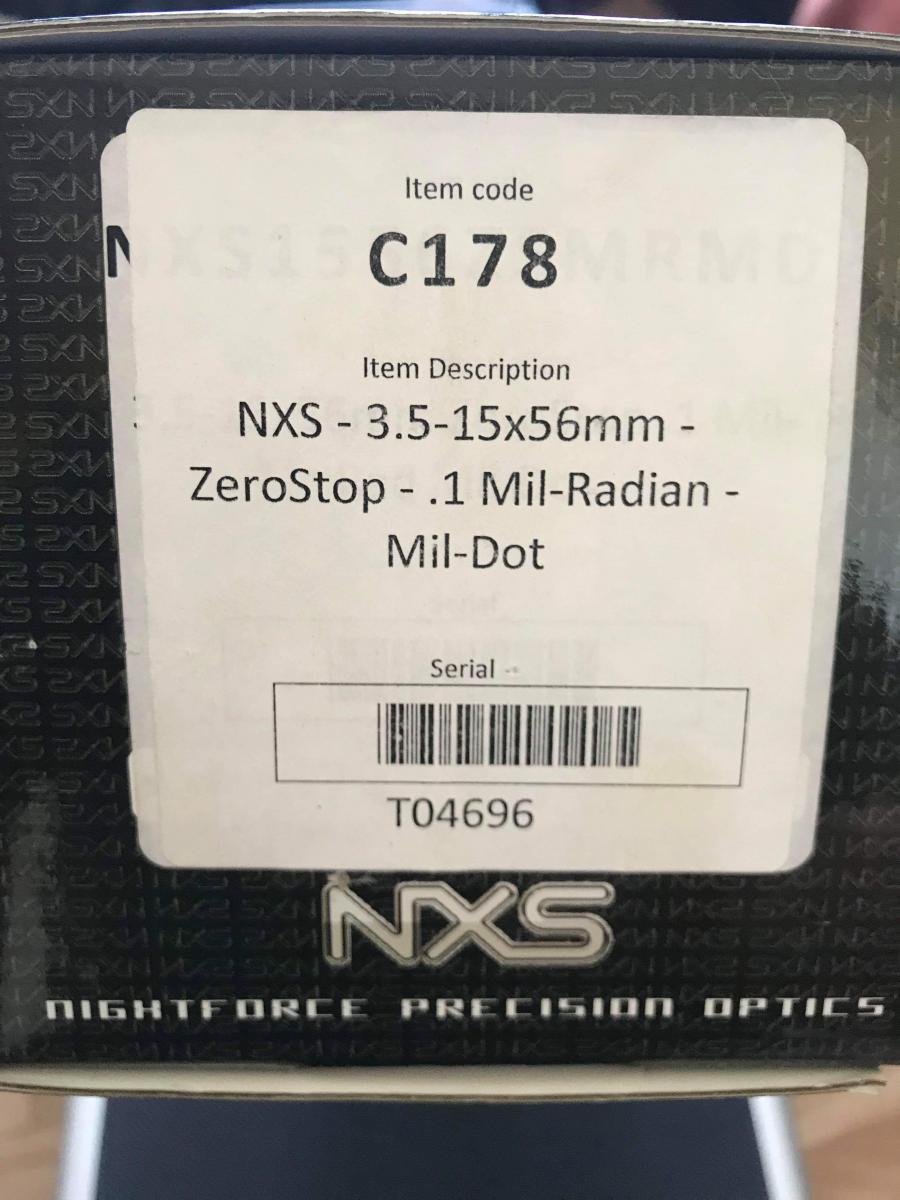 Item code
C178
Item Description
NXS - 3.5-15x56mm -
ZeroStop - .1 Mil-Radian -
Mil-Dot
Serial
T04696
NXS
NIGHTFORCE PRECISION OPTICS